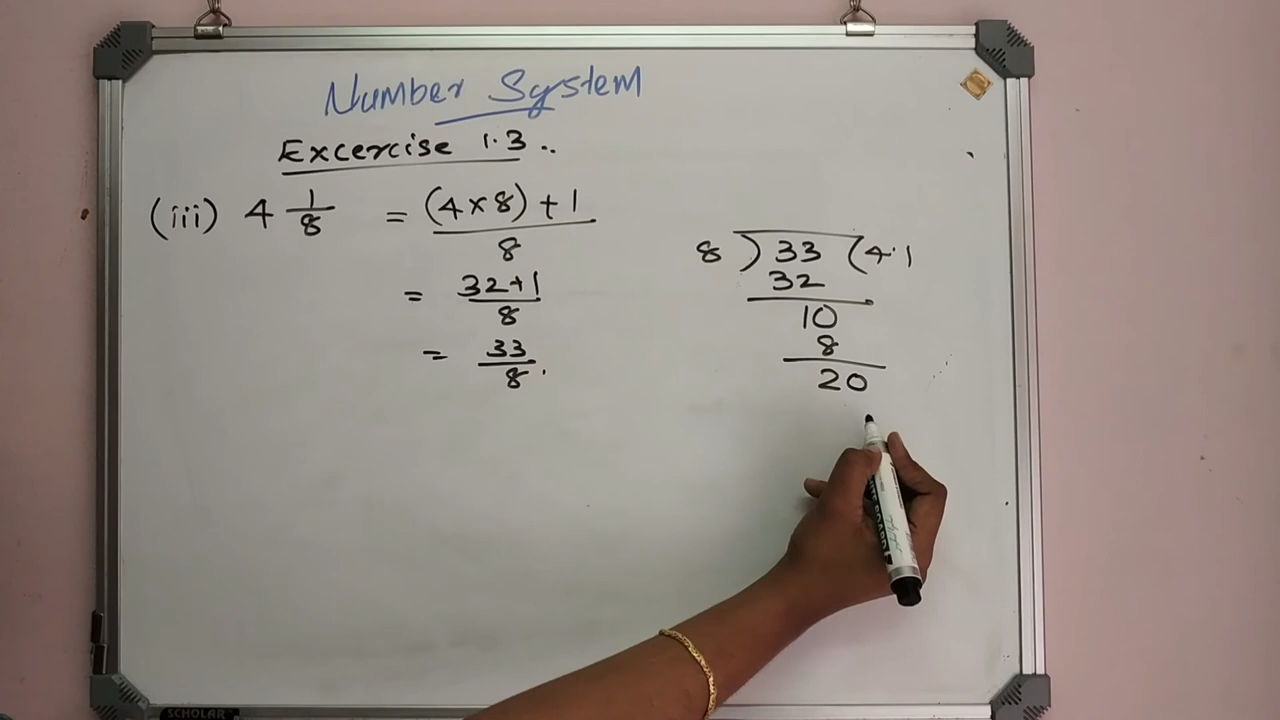 Number System
Excercise 1.3..
(iii) 4 1/8 = (4×8)+1 / 8
= 32+1 / 8
= 33 / 8.
8 ) 33 ( 4.1
32
10
8
20
SCHOLAR